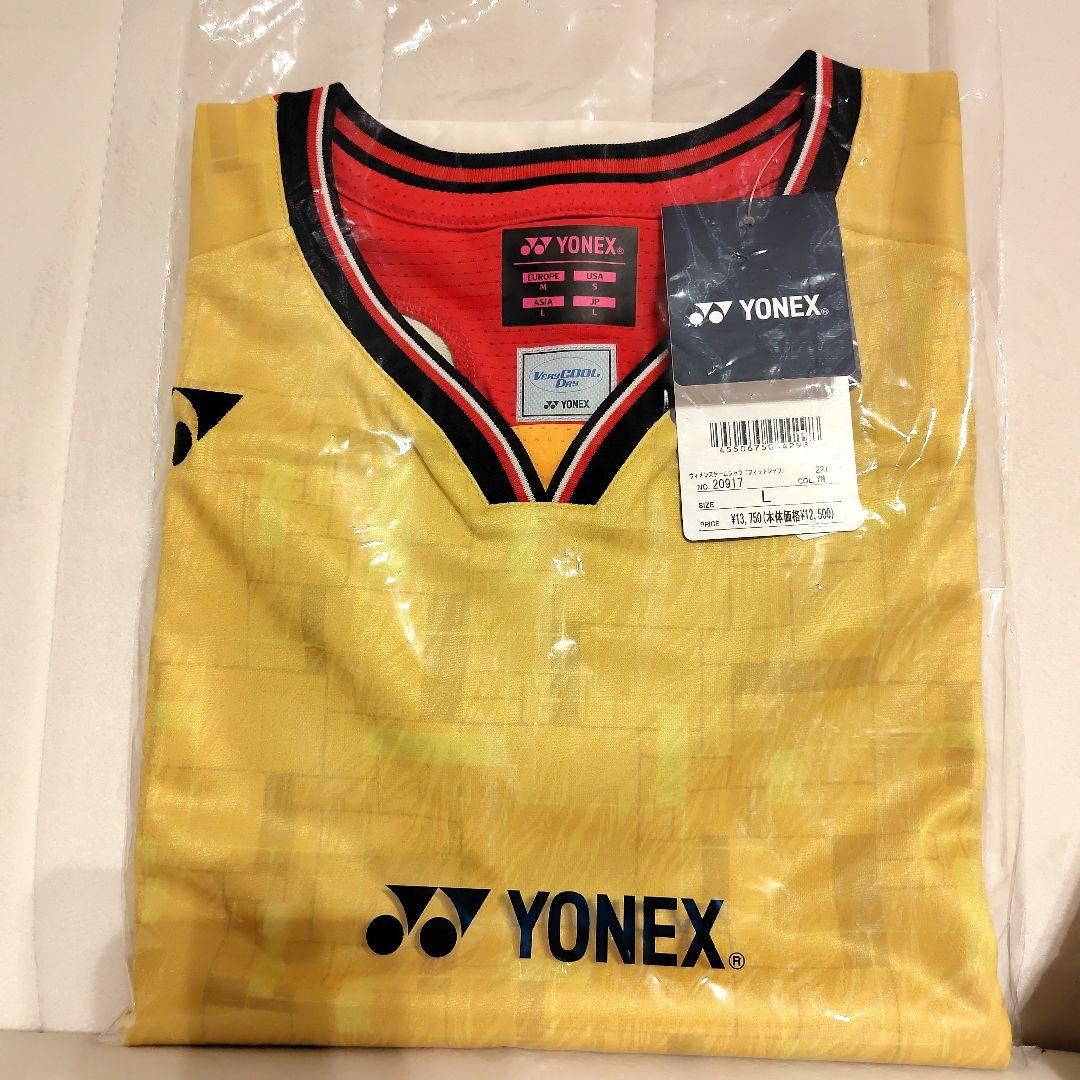 YONEX®
EUROPE USA
M S
ASIA JP
L L
VERYCOOL
DRY
YONEX
YONEX®
ウィメンズゲームシャツ(フィットシャツ)
NO. 20917 COL. YN
SIZE L
PRICE ¥13,750(本体価格¥12,500)
YONEX®